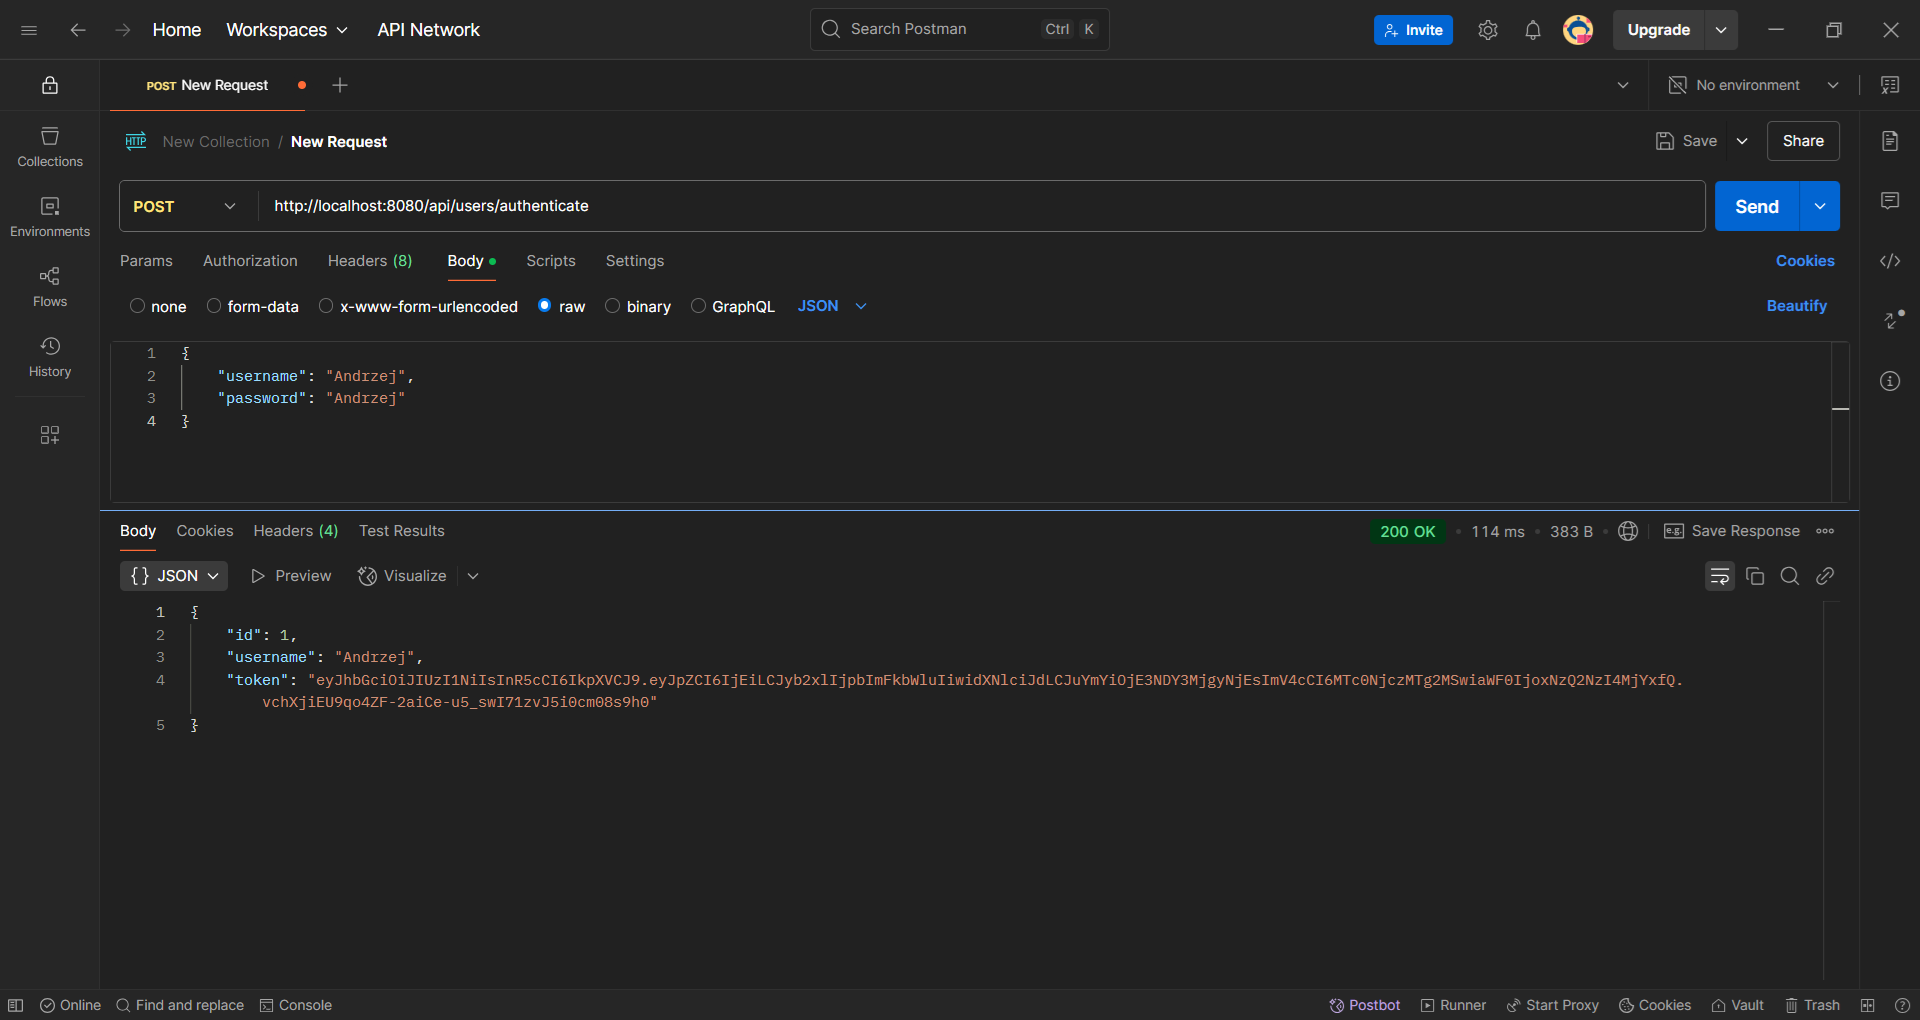 Home Workspaces API Network Search Postman Ctrl K Invite Upgrade
POST New Request No environment
HTTP New Collection / New Request Save Share
Collections
Environments
Flows
History
POST http://localhost:8080/api/users/authenticate Send
Params Authorization Headers (8) Body Scripts Settings Cookies
none form-data x-www-form-urlencoded raw binary GraphQL JSON Beautify
1 {
2 "username": "Andrzej",
3 "password": "Andrzej"
4 }
Body Cookies Headers (4) Test Results 200 OK 114 ms 383 B e.g. Save Response
{} JSON Preview Visualize
1 {
2 "id": 1,
3 "username": "Andrzej",
4 "token": "eyJhbGciOiJIUzI1NiIsInR5cCI6IkpXVCJ9.eyJpZCI6IjEiLCJyb2xlIjpbImFkbWluIiwidXNlciJdLCJuYmYiOjE3NDY3MjgyNjEsImV4cCI6MTc0NjczMTg2MSwiaWF0IjoxNzQ2NzI4MjYxfQ.
vchXjiEU9qo4ZF-2aiCe-u5_swI71zvJ5i0cm08s9h0"
5 }
Online Find and replace Console Postbot Runner Start Proxy Cookies Vault Trash